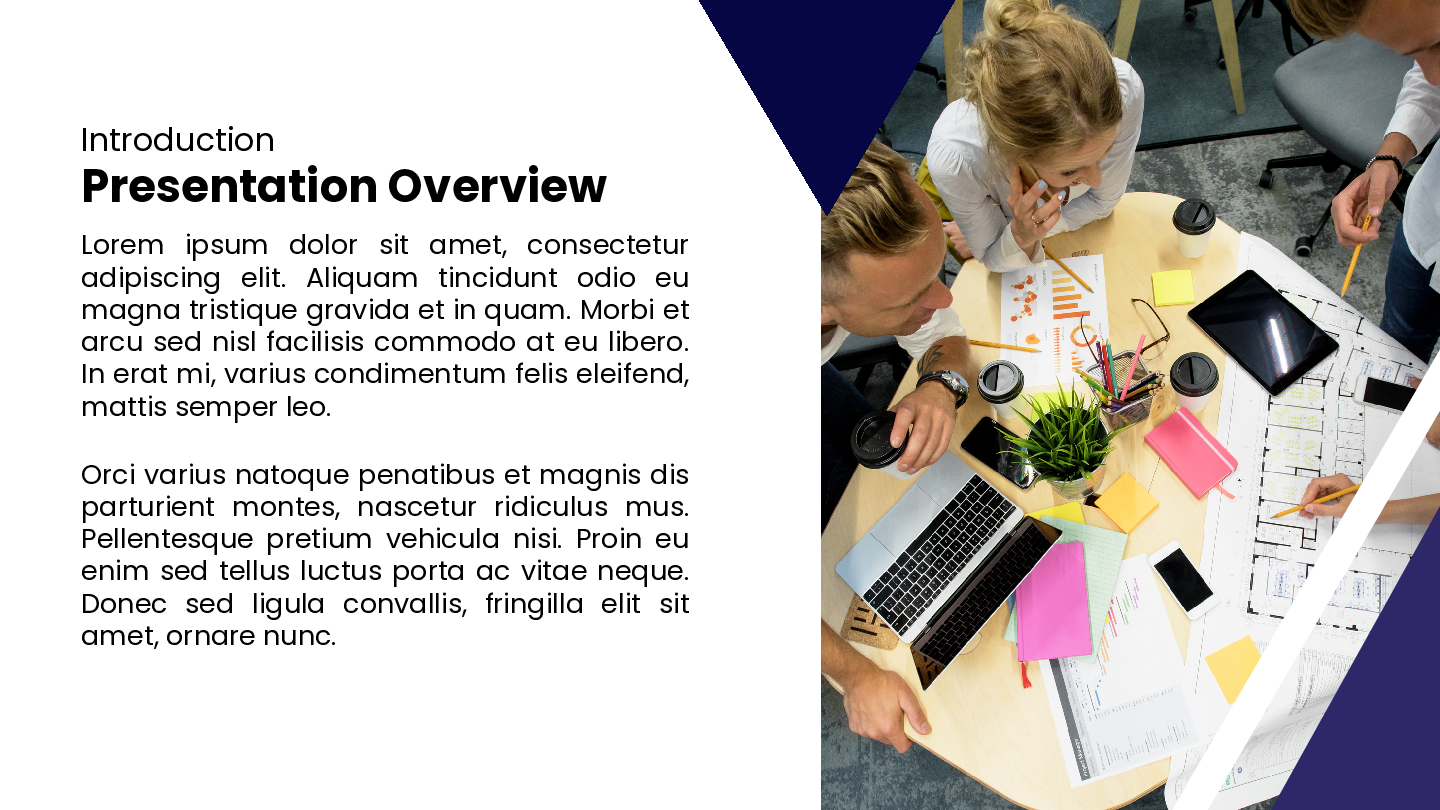 Introduction
Presentation Overview
Lorem ipsum dolor sit amet, consectetur
adipiscing elit. Aliquam tincidunt odio eu
magna tristique gravida et in quam. Morbi et
arcu sed nisl facilisis commodo at eu libero.
In erat mi, varius condimentum felis eleifend,
mattis semper leo.
Orci varius natoque penatibus et magnis dis
parturient montes, nascetur ridiculus mus.
Pellentesque pretium vehicula nisi. Proin eu
enim sed tellus luctus porta ac vitae neque.
Donec sed ligula convallis, fringilla elit sit
amet, ornare nunc.